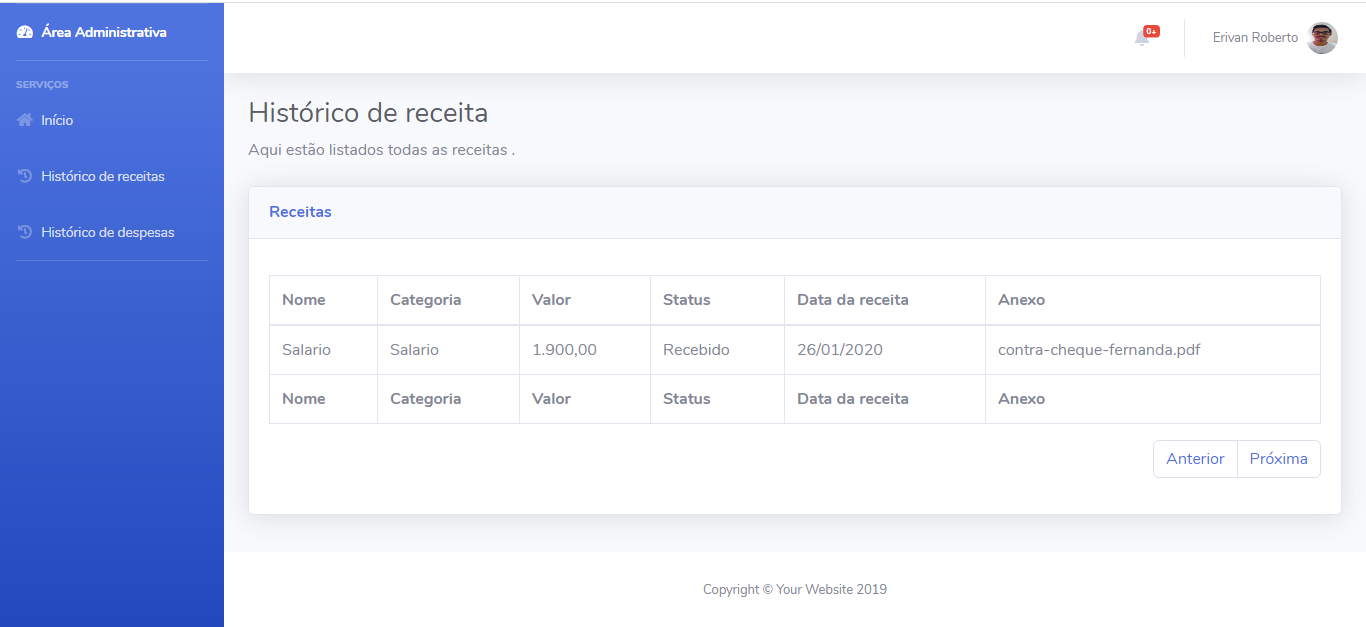 Área Administrativa
0+
Erivan Roberto
SERVIÇOS
Início
Histórico de receitas
Histórico de despesas
Histórico de receita
Aqui estão listados todas as receitas .
Receitas
Nome Categoria Valor Status Data da receita Anexo
Salario Salario 1.900,00 Recebido 26/01/2020 contra-cheque-fernanda.pdf
Nome Categoria Valor Status Data da receita Anexo
Anterior Próxima
Copyright © Your Website 2019